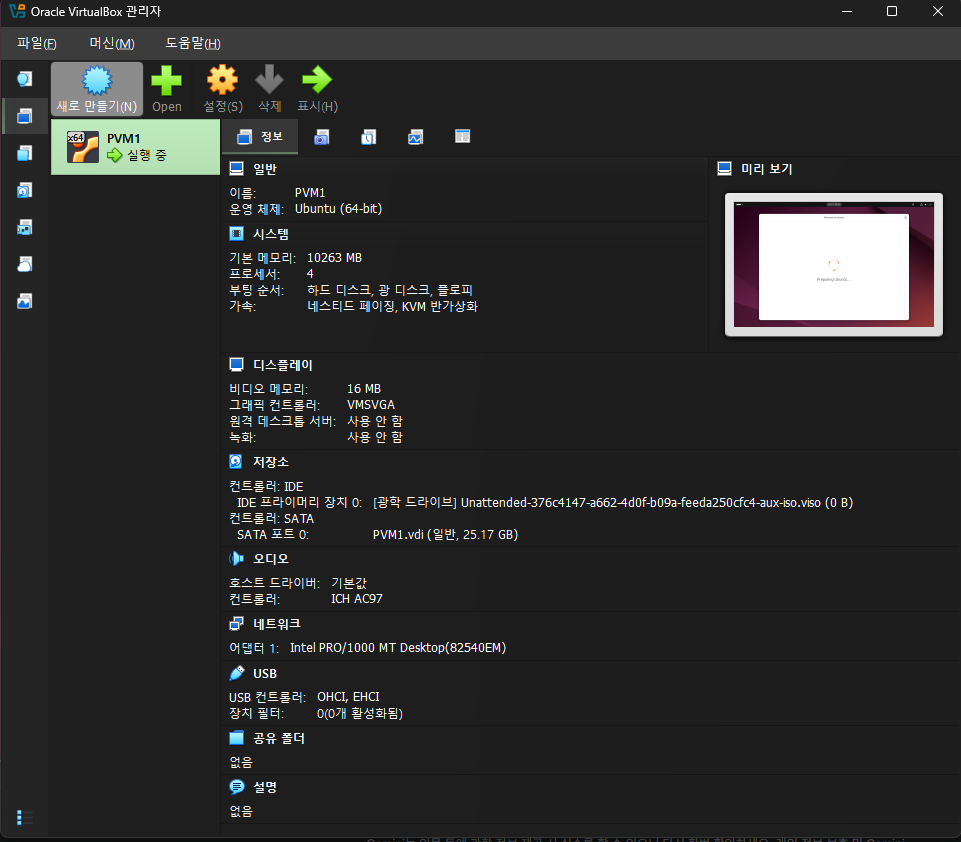 Oracle VirtualBox 관리자
파일(F) 머신(M) 도움말(H)
새로 만들기(N) Open 설정(S) 삭제 표시(H)
x64 PVM1
실행 중
정보
일반
이름: PVM1
운영 체제: Ubuntu (64-bit)
시스템
기본 메모리: 10263 MB
프로세서: 4
부팅 순서: 하드 디스크, 광 디스크, 플로피
가속: 네스티드 페이징, KVM 반가상화
미리 보기
Preparing Ubuntu...
디스플레이
비디오 메모리: 16 MB
그래픽 컨트롤러: VMSVGA
원격 데스크톱 서버: 사용 안 함
녹화: 사용 안 함
저장소
컨트롤러: IDE
IDE 프라이머리 장치 0: [광학 드라이브] Unattended-376c4147-a662-4d0f-b09a-feeda250cfc4-aux-iso.viso (0 B)
컨트롤러: SATA
SATA 포트 0: PVM1.vdi (일반, 25.17 GB)
오디오
호스트 드라이버: 기본값
컨트롤러: ICH AC97
네트워크
어댑터 1: Intel PRO/1000 MT Desktop(82540EM)
USB
USB 컨트롤러: OHCI, EHCI
장치 필터: 0(0개 활성화됨)
공유 폴더
없음
설명
없음